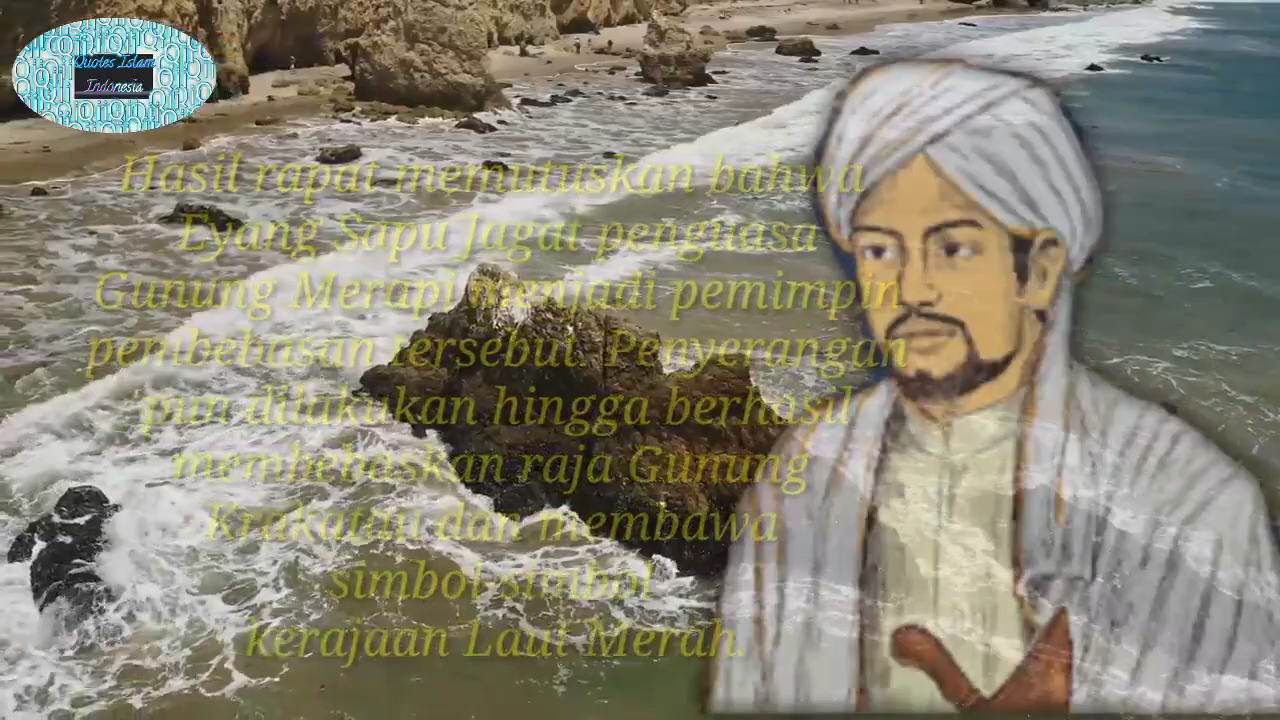 Quotes Islam
Indonesia
Hasil rapat memutuskan bahwa
Eyang Sapu Jagat penguasa
Gunung Merapi menjadi pemimpin
pembebasan tersebut. Penyerangan
pun dilakukan hingga berhasil
membebaskan raja Gunung
Krakatau dan membawa
simbol-simbol
kerajaan Laut Merah.